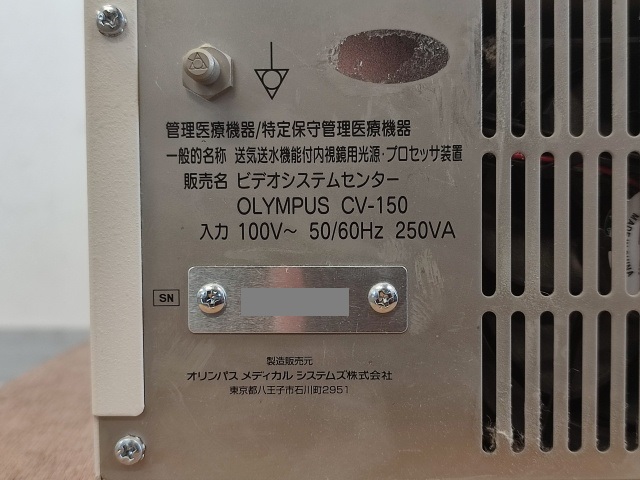 管理医療機器/特定保守管理医療機器
一般的名称 送気送水機能付内視鏡用光源・プロセッサ装置
販売名 ビデオシステムセンター
OLYMPUS CV-150
入力 100V～ 50/60Hz 250VA
SN
製造販売元
オリンパス メディカル システムズ株式会社
東京都八王子市石川町2951